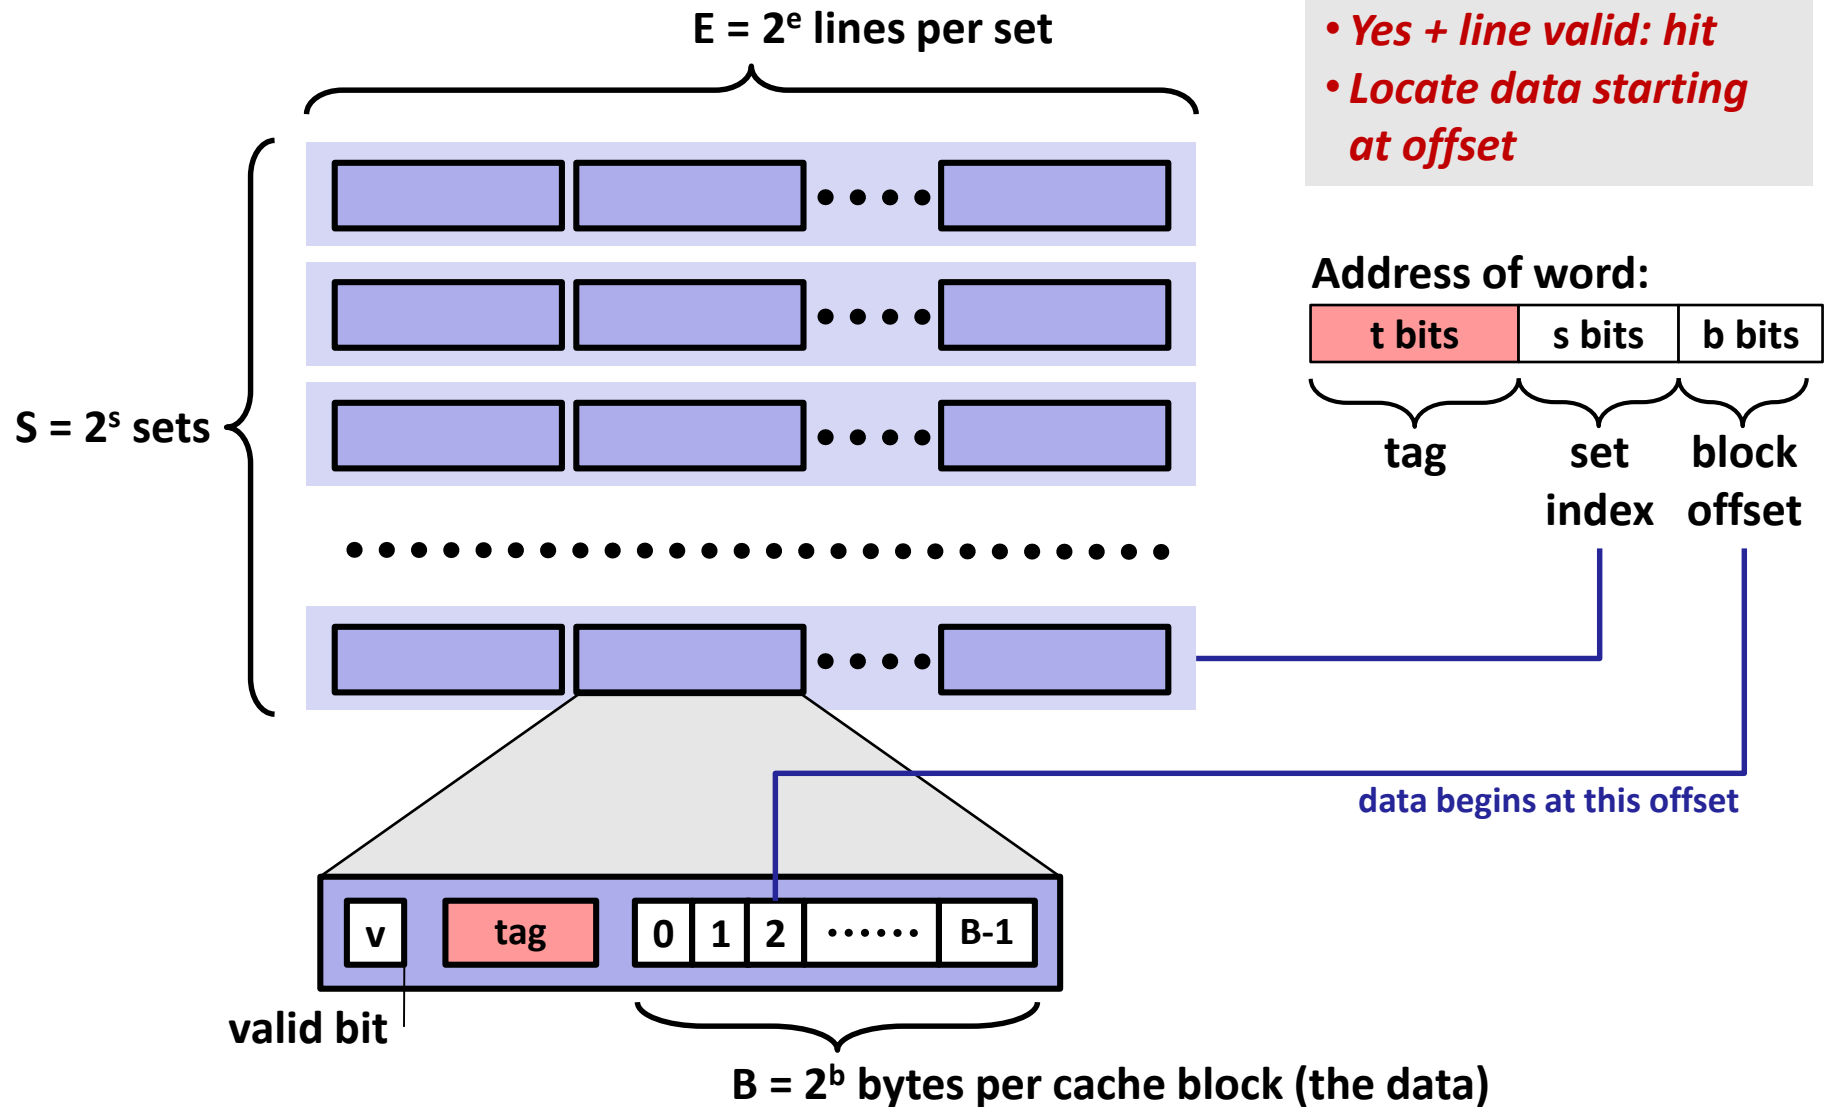 E = 2ᵉ lines per set
• Yes + line valid: hit
• Locate data starting
at offset
Address of word:
t bits s bits b bits
S = 2ˢ sets
tag set block
index offset
data begins at this offset
v tag 0 1 2 •••••• B-1
valid bit
B = 2ᵇ bytes per cache block (the data)